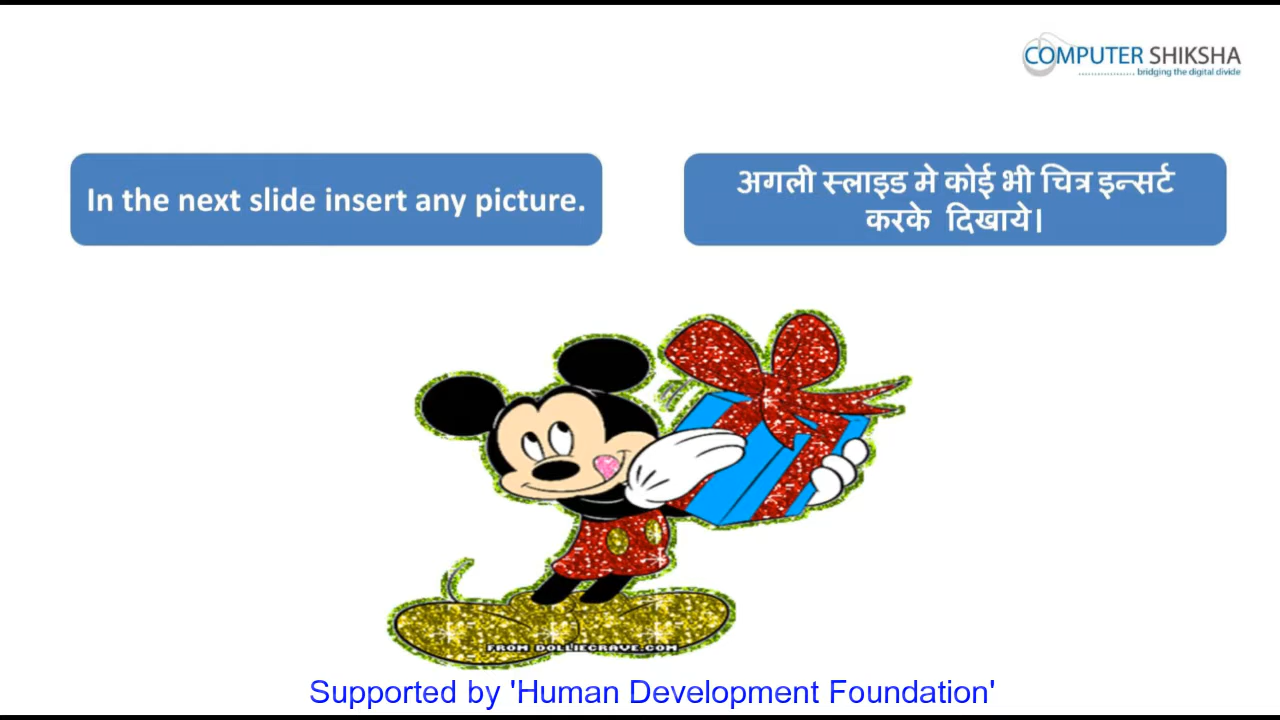 COMPUTER SHIKSHA
bridging the digital divide
In the next slide insert any picture.
अगली स्लाइड मे कोई भी चित्र इन्सर्ट
करके दिखाये।
FROM DOLLIECRAVE.COM
Supported by 'Human Development Foundation'